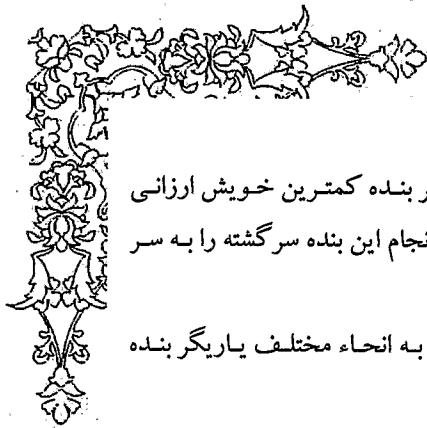 ر بنده کمترین خویش ارزانی
نجام این بنده سرگشته را به سر
به انحاء مختلف یاریگر بنده